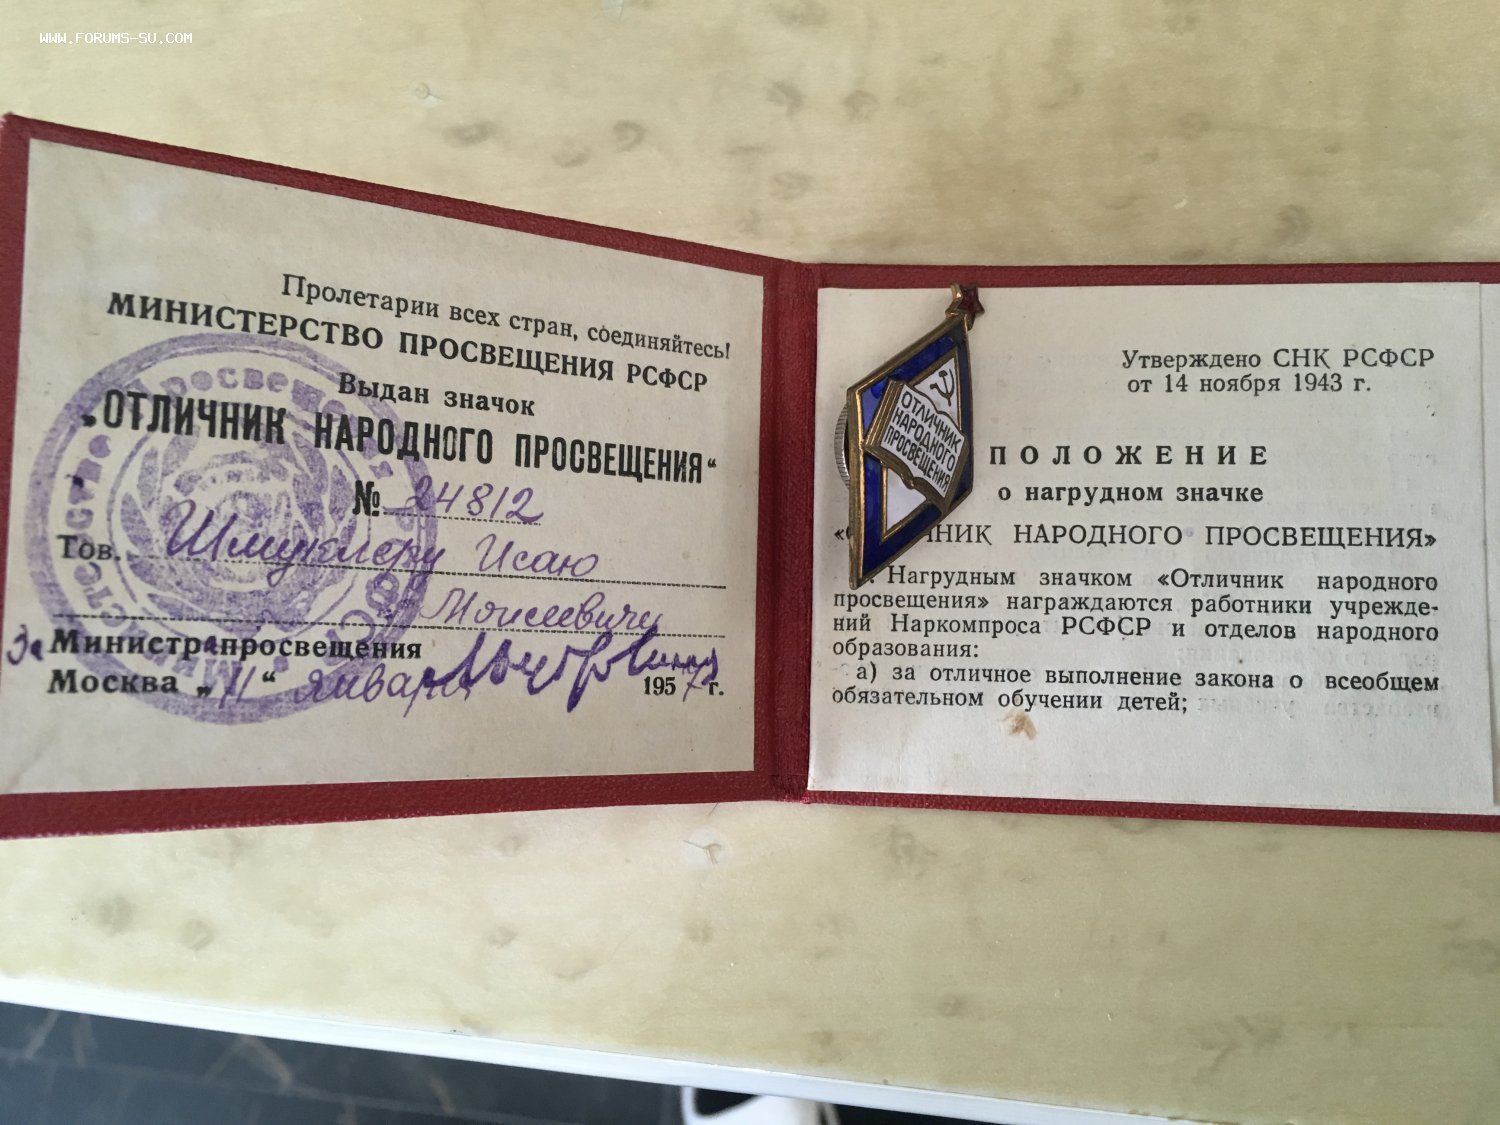 WWW.FORUMS-SU.COM
Пролетарии всех стран, соединяйтесь!
МИНИСТЕРСТВО ПРОСВЕЩЕНИЯ РСФСР
Выдан значок
„ОТЛИЧНИК НАРОДНОГО ПРОСВЕЩЕНИЯ“
№ 24812
Тов. Шмуклеру Исаю
Моисеевичу
За Министра просвещения
Москва „11“ января 1957 г.
ОТЛИЧНИК
НАРОДНОГО
ПРОСВЕЩЕНИЯ
Утверждено СНК РСФСР
от 14 ноября 1943 г.
ПОЛОЖЕНИЕ
о нагрудном значке
НИК НАРОДНОГО ПРОСВЕЩЕНИЯ»
Нагрудным значком «Отличник народного
просвещения» награждаются работники учрежде-
ний Наркомпроса РСФСР и отделов народного
образования:
а) за отличное выполнение закона о всеобщем
обязательном обучении детей;